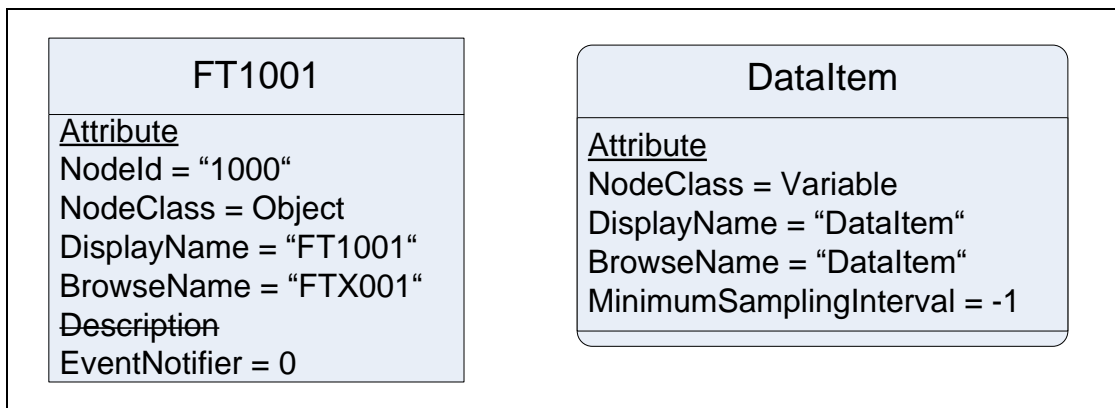 FT1001
Attribute
NodeId = “1000“
NodeClass = Object
DisplayName = “FT1001“
BrowseName = “FTX001“
Description
EventNotifier = 0
DataItem
Attribute
NodeClass = Variable
DisplayName = “DataItem“
BrowseName = “DataItem“
MinimumSamplingInterval = -1